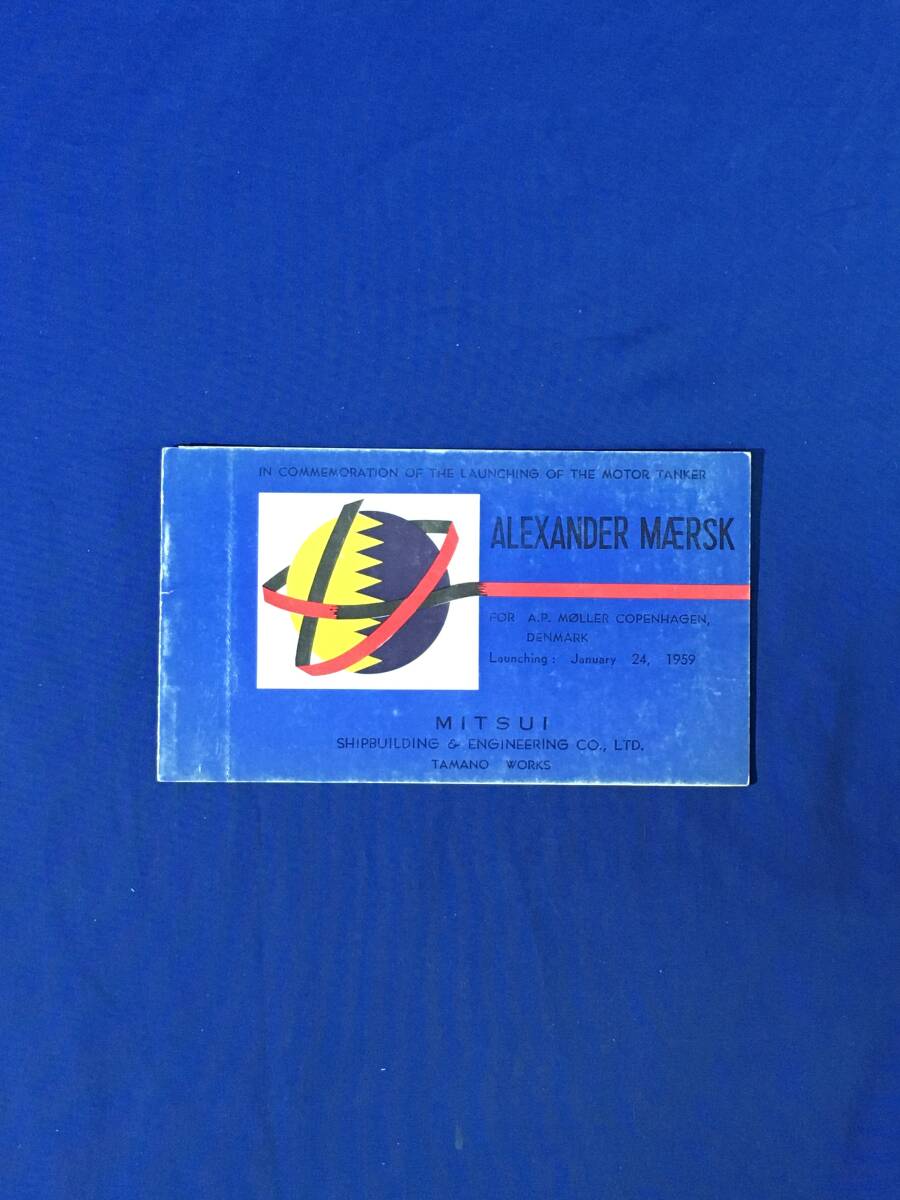 IN COMMEMORATION OF THE LAUNCHING OF THE MOTOR TANKER
ALEXANDER MÆRSK
FOR A.P. MØLLER COPENHAGEN,
DENMARK
Launching: January 24, 1959
MITSUI
SHIPBUILDING & ENGINEERING CO., LTD.
TAMANO WORKS